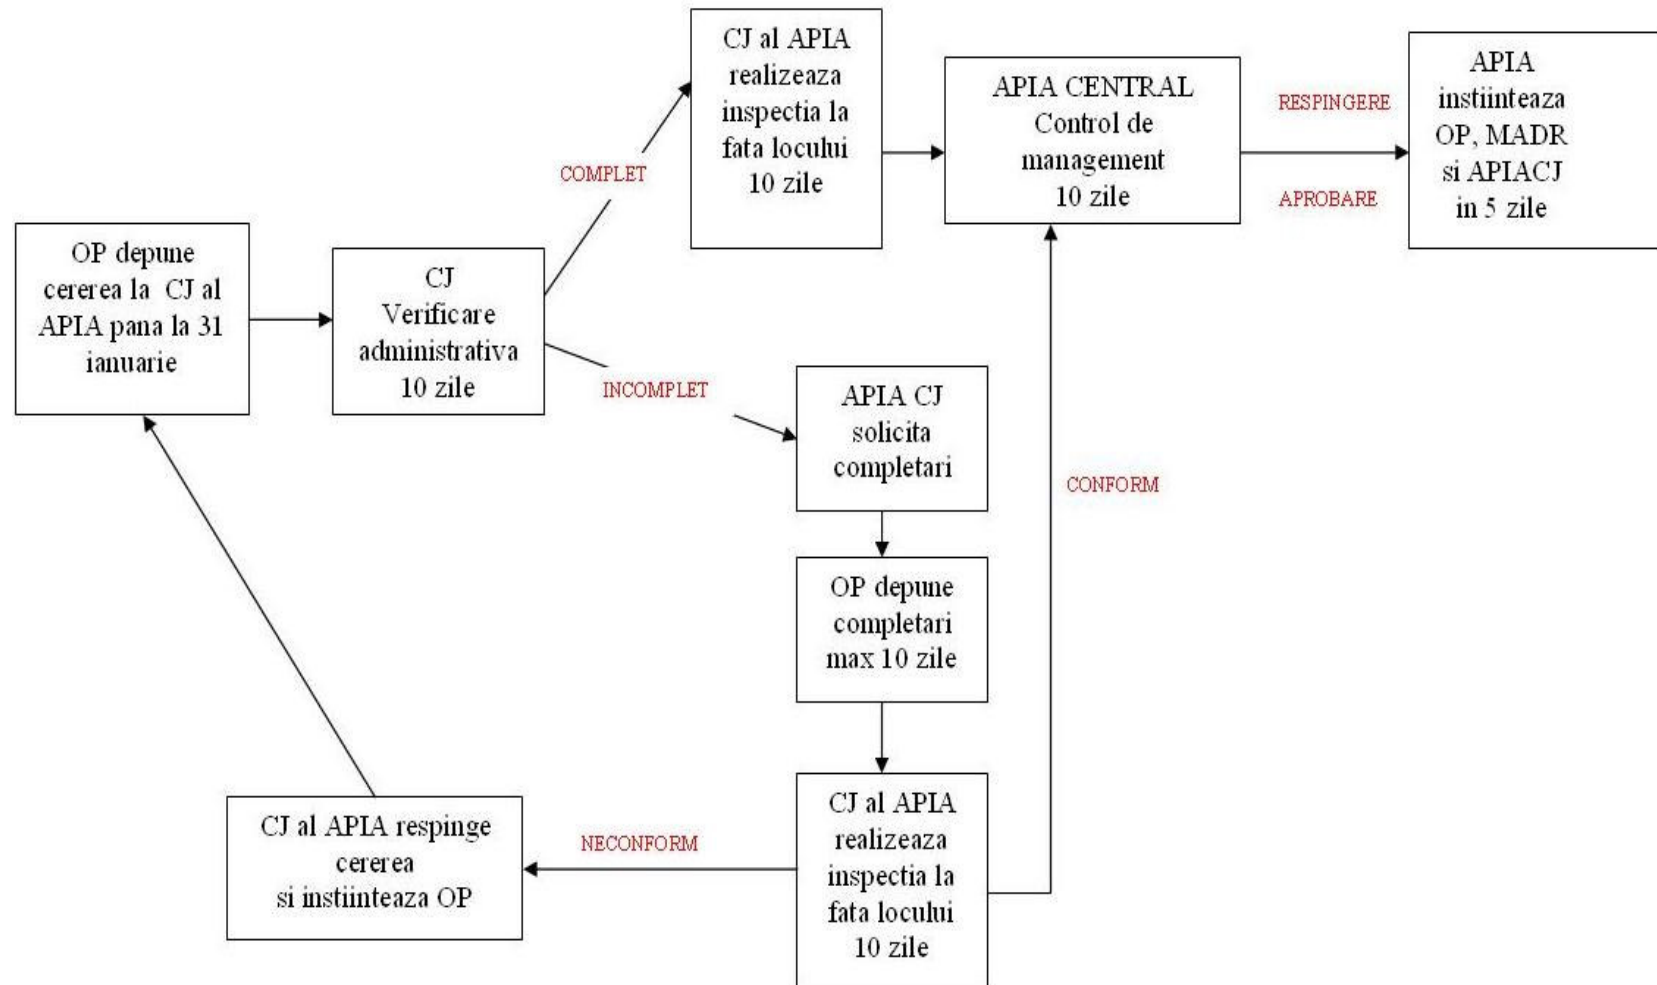 OP depune
cererea la CJ al
APIA pana la 31
ianuarie
CJ
Verificare
administrativa
10 zile
COMPLET
CJ al APIA
realizeaza
inspectia la
fata locului
10 zile
APIA CENTRAL
Control de
management
10 zile
RESPINGERE
APROBARE
APIA
instiinteaza
OP, MADR
si APIACJ
in 5 zile
INCOMPLET
APIA CJ
solicita
completari
OP depune
completari
max 10 zile
CJ al APIA
realizeaza
inspectia la
fata locului
10 zile
CONFORM
NECONFORM
CJ al APIA respinge
cererea
si instiinteaza OP